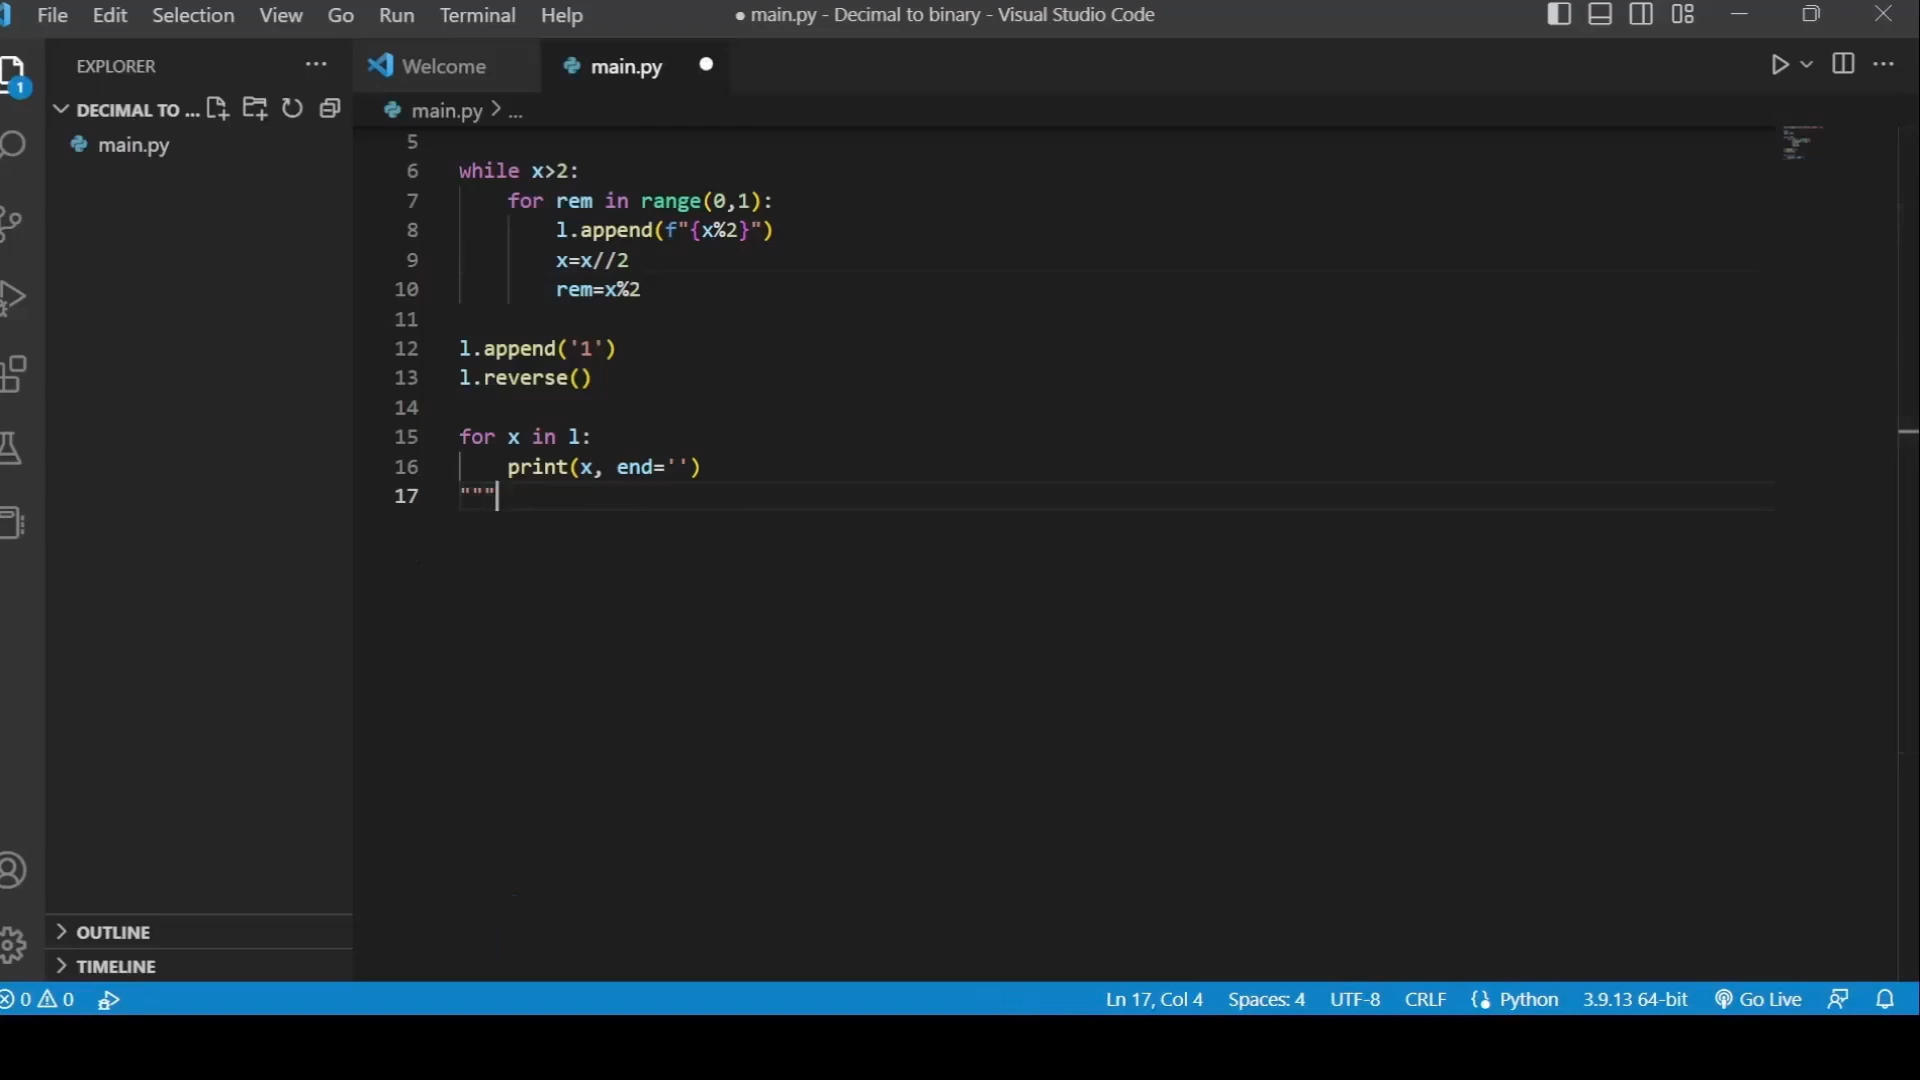 File Edit Selection View Go Run Terminal Help
● main.py - Decimal to binary - Visual Studio Code
EXPLORER
Welcome
main.py
1
DECIMAL TO ...
main.py > ...
main.py
5
6 while x>2:
7 for rem in range(0,1):
8 l.append(f"{x%2}")
9 x=x//2
10 rem=x%2
11
12 l.append('1')
13 l.reverse()
14
15 for x in l:
16 print(x, end='')
17 """
OUTLINE
TIMELINE
0 0 Ln 17, Col 4 Spaces: 4 UTF-8 CRLF Python 3.9.13 64-bit Go Live